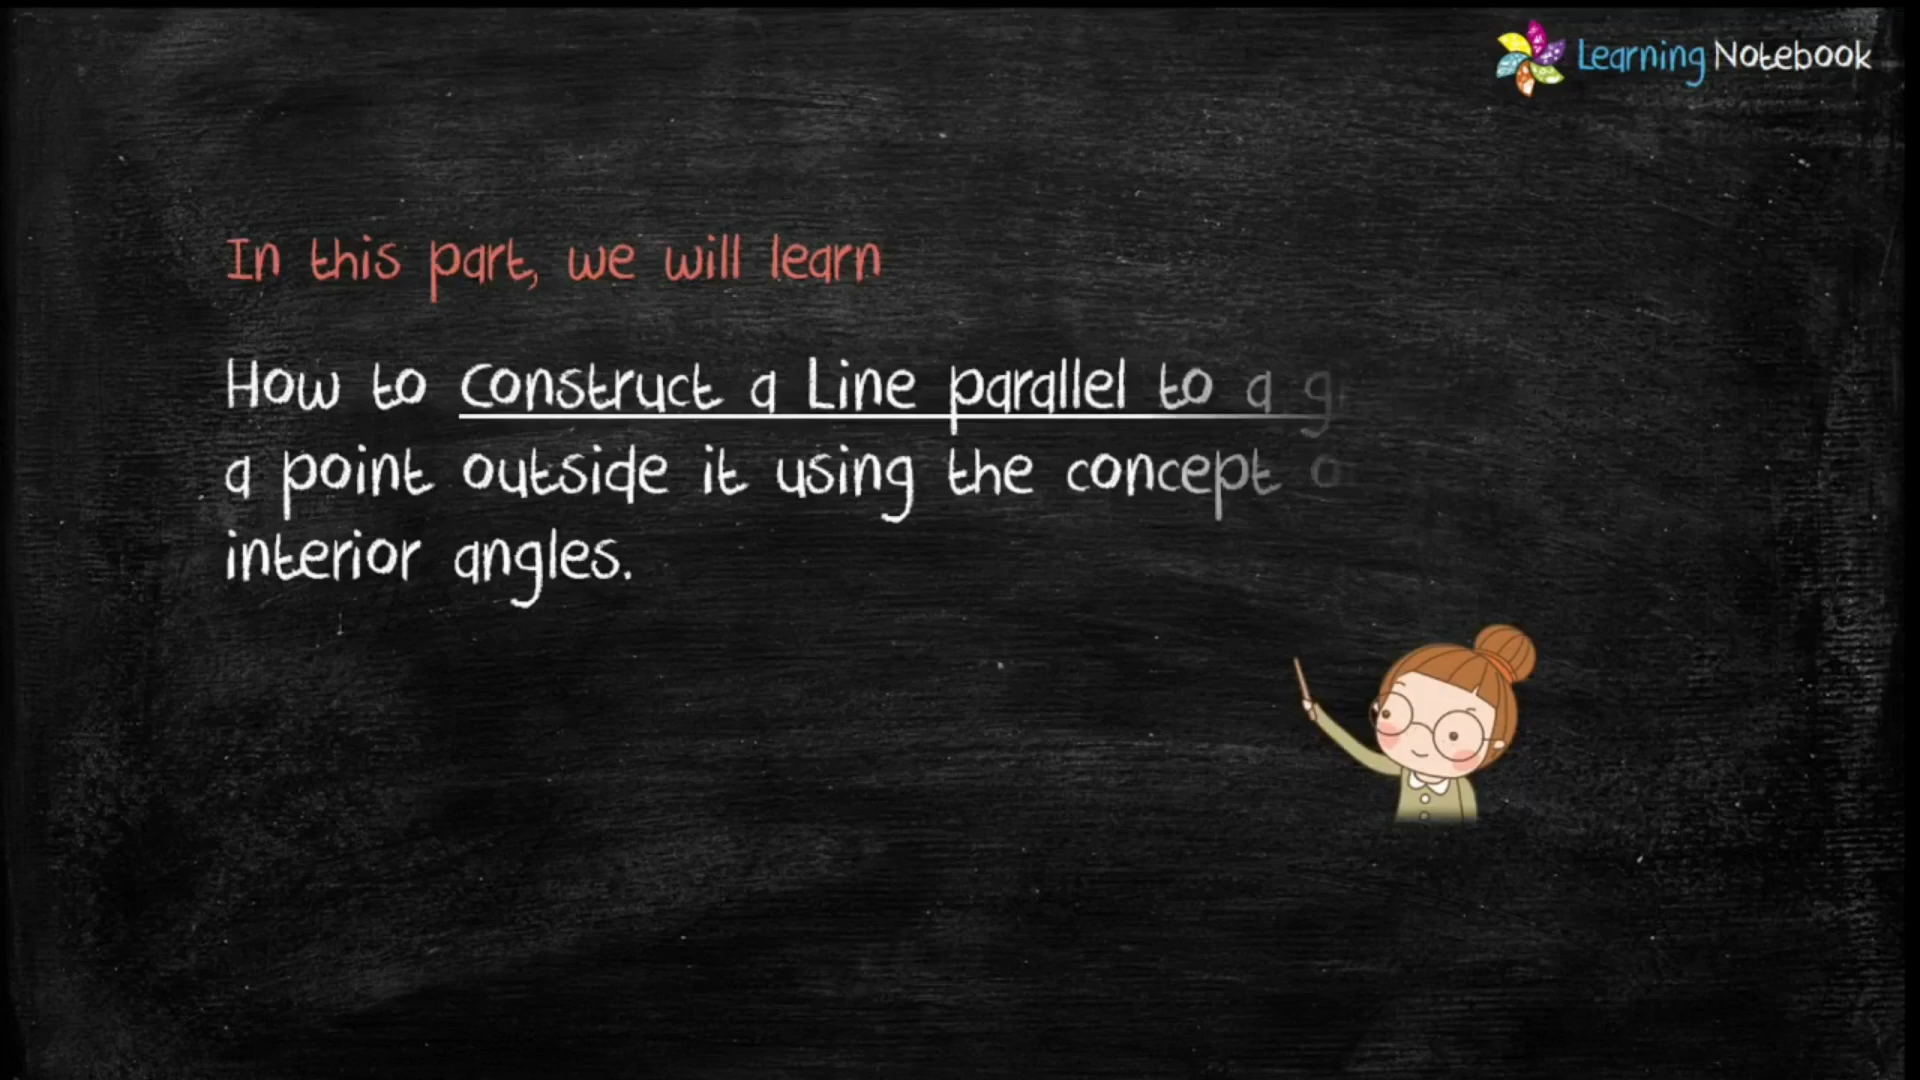 Learning Notebook
In this part, we will learn
How to construct a Line parallel to a
a point outside it using the concept
interior angles.